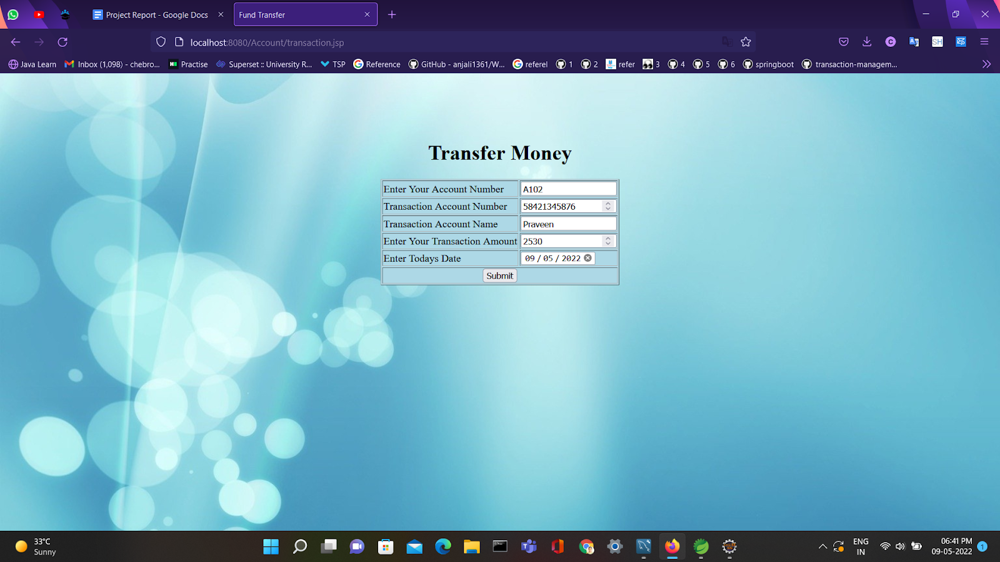 Project Report - Google Docs
Fund Transfer
localhost:8080/Account/transaction.jsp
SH
Java Learn
Inbox (1,098) - chebro...
Practise
Superset :: University R...
TSP
Reference
GitHub - anjali1361/W...
referel
1
2
refer
3
4
5
6
springboot
transaction-managem...
Transfer Money
Enter Your Account Number A102
Transaction Account Number 58421345876
Transaction Account Name Praveen
Enter Your Transaction Amount 2530
Enter Todays Date 09 / 05 / 2022
Submit
33°C
Sunny
ENG
IN
06:41 PM
09-05-2022
1